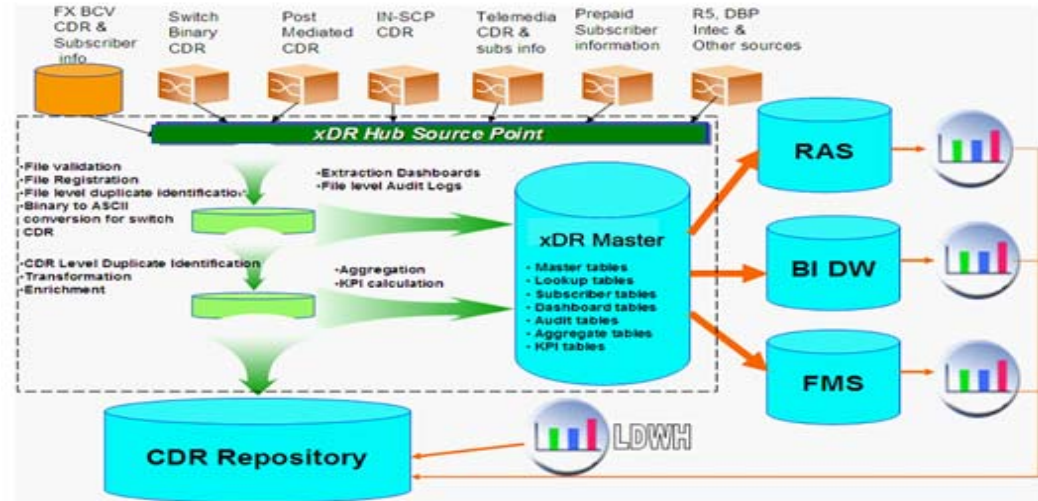 FX BCV
CDR &
Subscriber
info
Switch
Binary
CDR
Post
Mediated
CDR
IN-SCP
CDR
Telemedia
CDR &
subs info
Prepaid
Subscriber
information
R5, DBP
Intec &
Other sources
xDR Hub Source Point
•File validation
•File Registration
•File level duplicate identification
•Binary to ASCII
conversion for switch
CDR
•Extraction Dashboards
•File level Audit Logs
•CDR Level Duplicate Identification
•Transformation
•Enrichment
•Aggregation
•KPI calculation
xDR Master
• Master tables
• Lookup tables
• Subscriber tables
• Dashboard tables
• Audit tables
• Aggregate tables
• KPI tables
RAS
BI DW
FMS
CDR Repository
LDWH